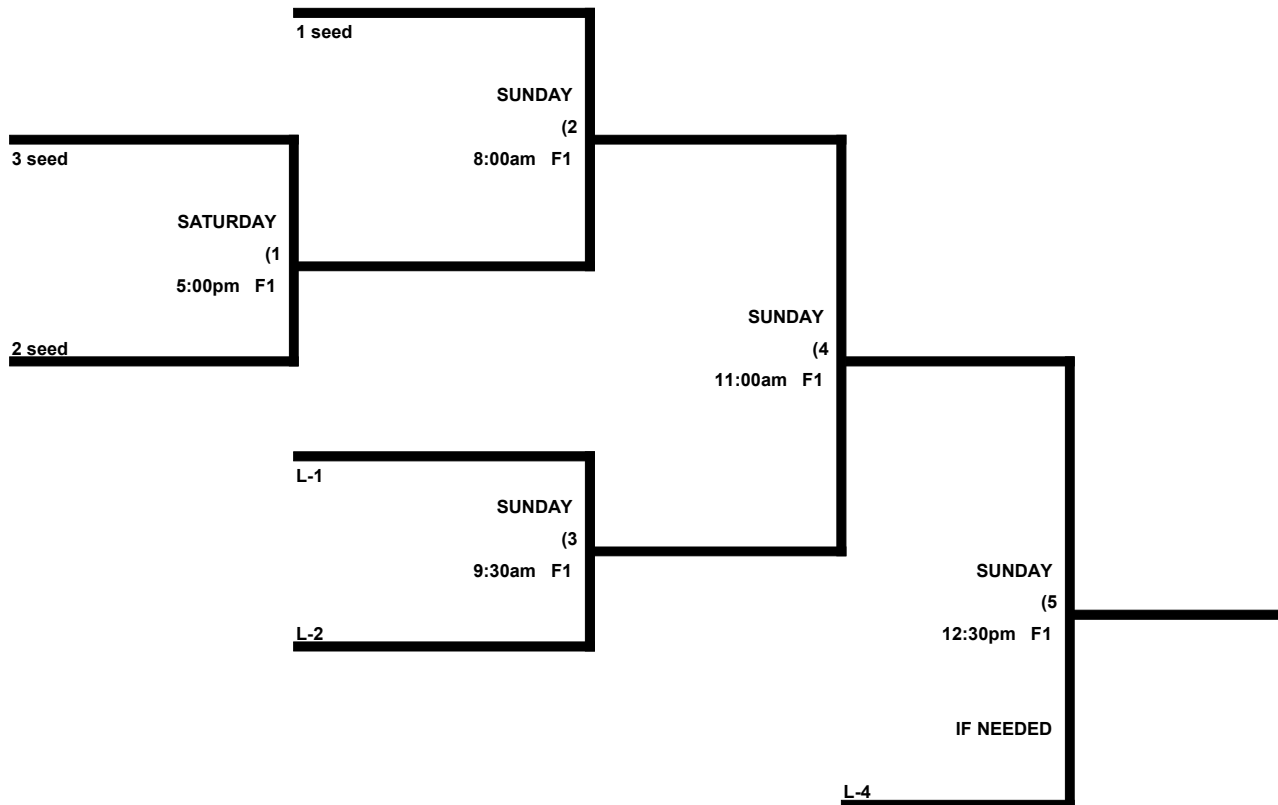 1 seed
SUNDAY
(2
8:00am F1
3 seed
SATURDAY
(1
5:00pm F1
2 seed
SUNDAY
(4
11:00am F1
L-1
SUNDAY
(3
9:30am F1
L-2
SUNDAY
(5
12:30pm F1
IF NEEDED
L-4